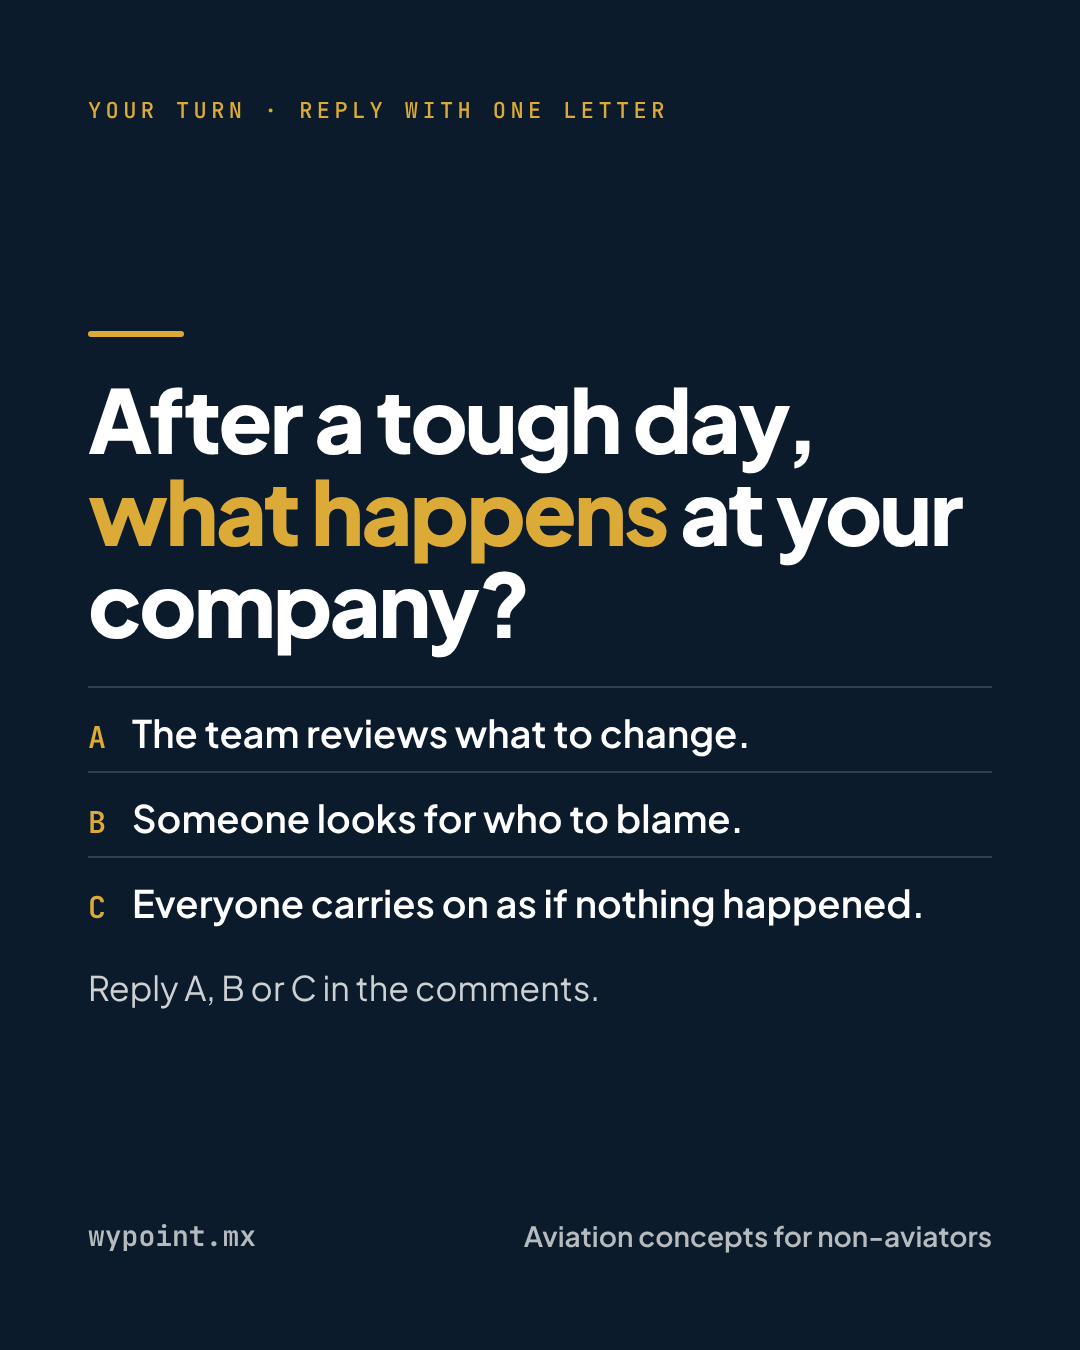 YOUR TURN · REPLY WITH ONE LETTER
After a tough day,
what happens at your
company?
A The team reviews what to change.
B Someone looks for who to blame.
C Everyone carries on as if nothing happened.
Reply A, B or C in the comments.
wypoint.mx
Aviation concepts for non-aviators